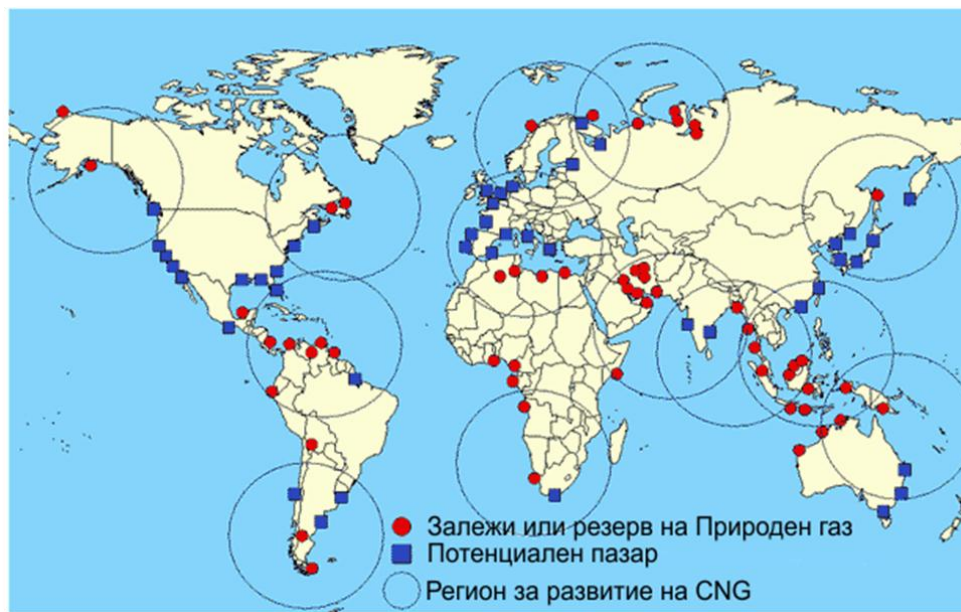 Залежи или резерв на Природен газ
Потенциален пазар
Регион за развитие на CNG